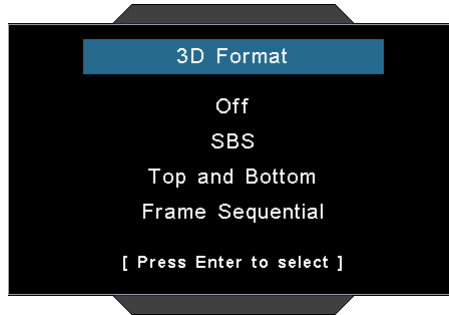 3D Format
Off
SBS
Top and Bottom
Frame Sequential
[ Press Enter to select ]